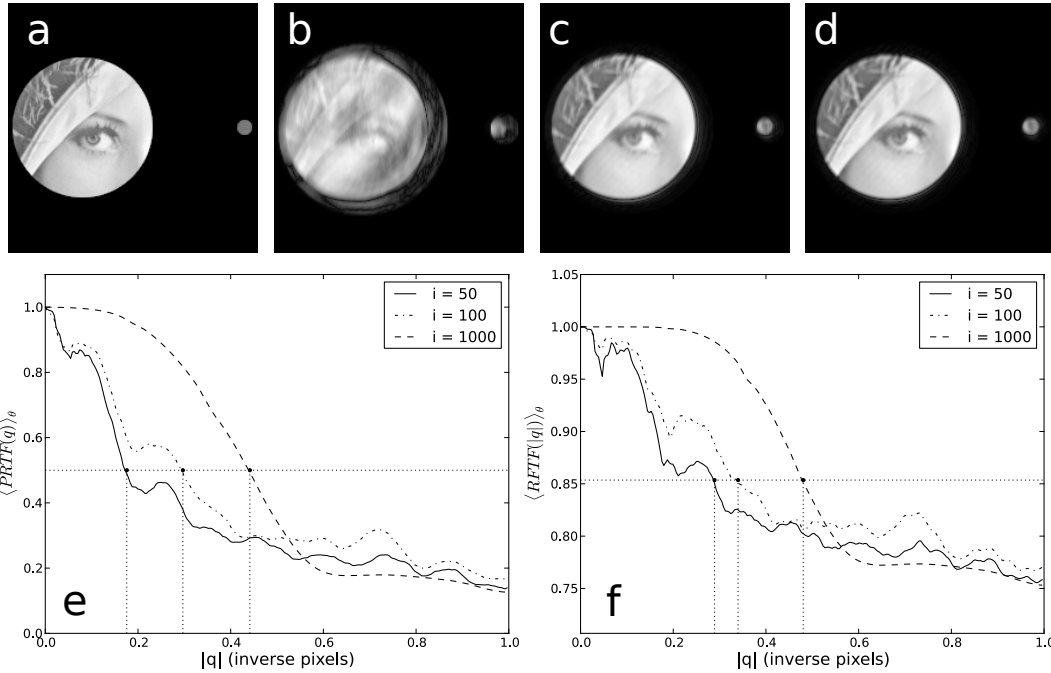 a
b
c
d
1.0
0.8
0.6
0.4
0.2
0.0
⟨PRTF(q)⟩θ
i = 50
i = 100
i = 1000
e
0.0 0.2 0.4 0.6 0.8 1.0
|q| (inverse pixels)
1.05
1.00
0.95
0.90
0.85
0.80
0.75
⟨RFTF(|q|)⟩θ
i = 50
i = 100
i = 1000
f
0.0 0.2 0.4 0.6 0.8 1.0
|q| (inverse pixels)